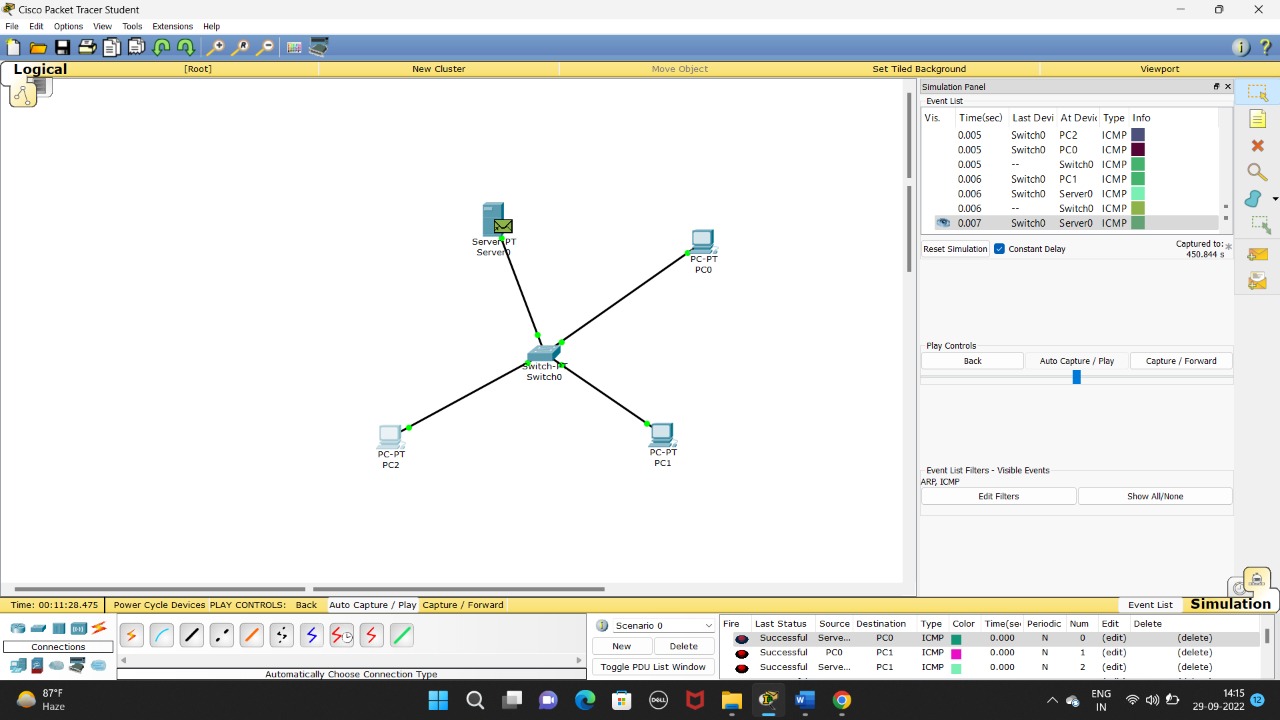 Cisco Packet Tracer Student
File Edit Options View Tools Extensions Help
Logical [Root] New Cluster Move Object Set Tiled Background Viewport
Simulation Panel
Event List
Vis. Time(sec) Last Devi At Devic Type Info
0.005 Switch0 PC2 ICMP
0.005 Switch0 PC0 ICMP
0.005 -- Switch0 ICMP
0.006 Switch0 PC1 ICMP
0.006 Switch0 Server0 ICMP
0.006 -- Switch0 ICMP
0.007 Switch0 Server0 ICMP
Reset Simulation Constant Delay Captured to: *
450.844 s
Play Controls
Back Auto Capture / Play Capture / Forward
Event List Filters - Visible Events
ARP, ICMP
Edit Filters Show All/None
Server-PT
Server0
PC-PT
PC0
Switch-PT
Switch0
PC-PT
PC2
PC-PT
PC1
Time: 00:11:28.475 Power Cycle Devices PLAY CONTROLS: Back Auto Capture / Play Capture / Forward Event List Simulation
Connections
Automatically Choose Connection Type
Scenario 0
New Delete
Toggle PDU List Window
Fire Last Status Source Destination Type Color Time(sec Periodic Num Edit Delete
Successful Serve... PC0 ICMP 0.000 N 0 (edit) (delete)
Successful PC0 PC1 ICMP 0.000 N 1 (edit) (delete)
Successful Serve... PC1 ICMP 0.000 N 2 (edit) (delete)
87°F
Haze
DELL
ENG
IN
14:15
29-09-2022
12